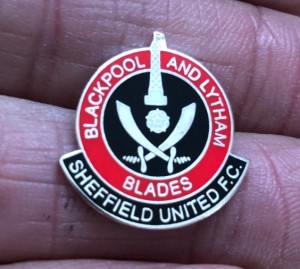 BLACKPOOL AND LYTHAM
BLADES
SHEFFIELD UNITED F.C.